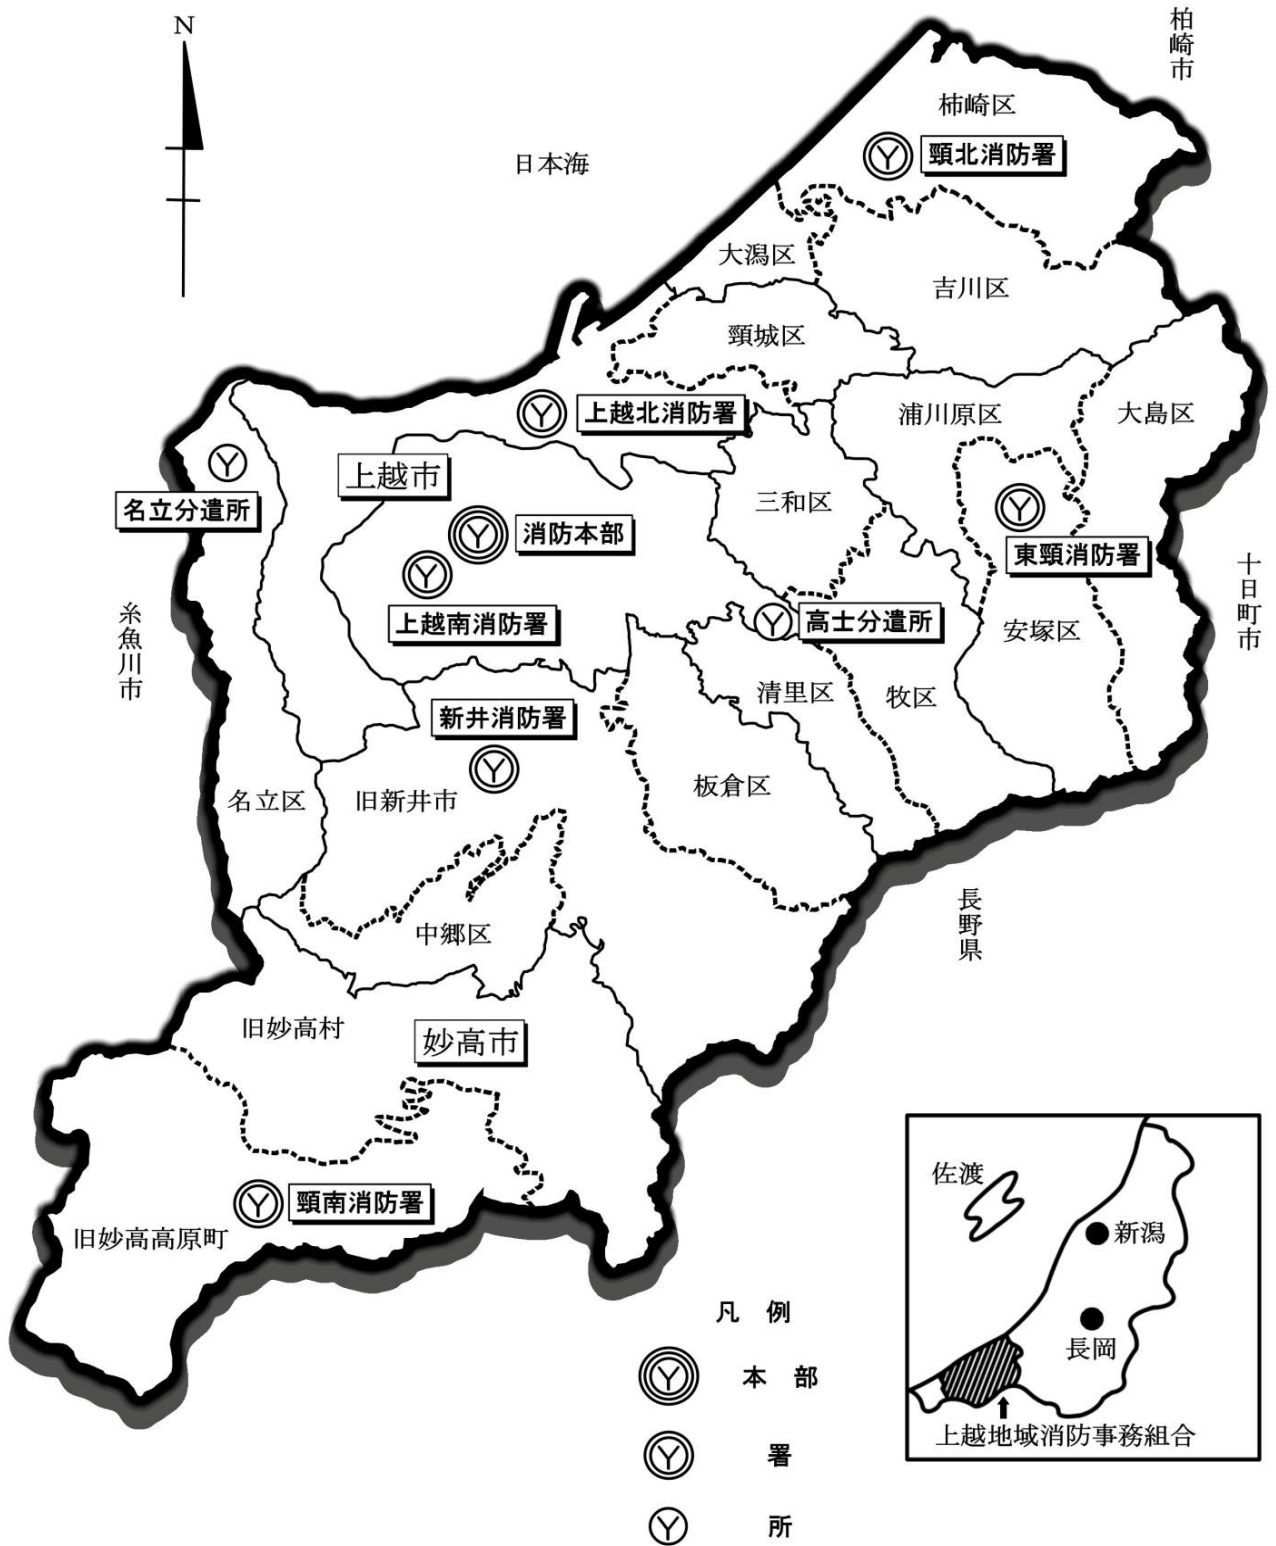 N
柏崎市
柿崎区
頸北消防署
日本海
大潟区
吉川区
頸城区
上越北消防署
浦川原区
大島区
上越市
名立分遣所
三和区
消防本部
東頸消防署
十日町市
糸魚川市
上越南消防署
高士分遣所
安塚区
清里区
牧区
新井消防署
板倉区
名立区
旧新井市
長野県
中郷区
旧妙高村
妙高市
頸南消防署
旧妙高高原町
凡 例
本 部
署
所
佐渡
新潟
長岡
上越地域消防事務組合